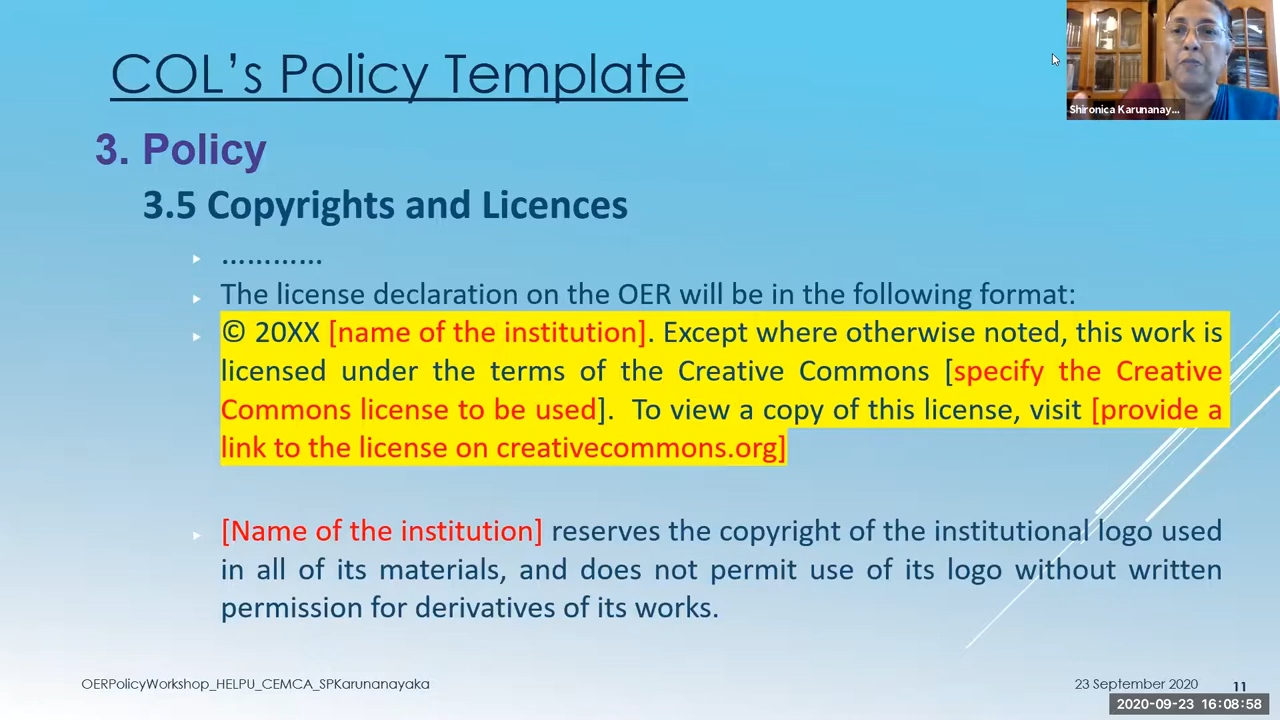 COL's Policy Template
Shironica Karunanay...
3. Policy
3.5 Copyrights and Licences
............
The license declaration on the OER will be in the following format:
© 20XX [name of the institution]. Except where otherwise noted, this work is
licensed under the terms of the Creative Commons [specify the Creative
Commons license to be used]. To view a copy of this license, visit [provide a
link to the license on creativecommons.org]
[Name of the institution] reserves the copyright of the institutional logo used
in all of its materials, and does not permit use of its logo without written
permission for derivatives of its works.
OERPolicyWorkshop_HELPU_CEMCA_SPKarunanayaka
23 September 2020
11
2020-09-23 16:08:58